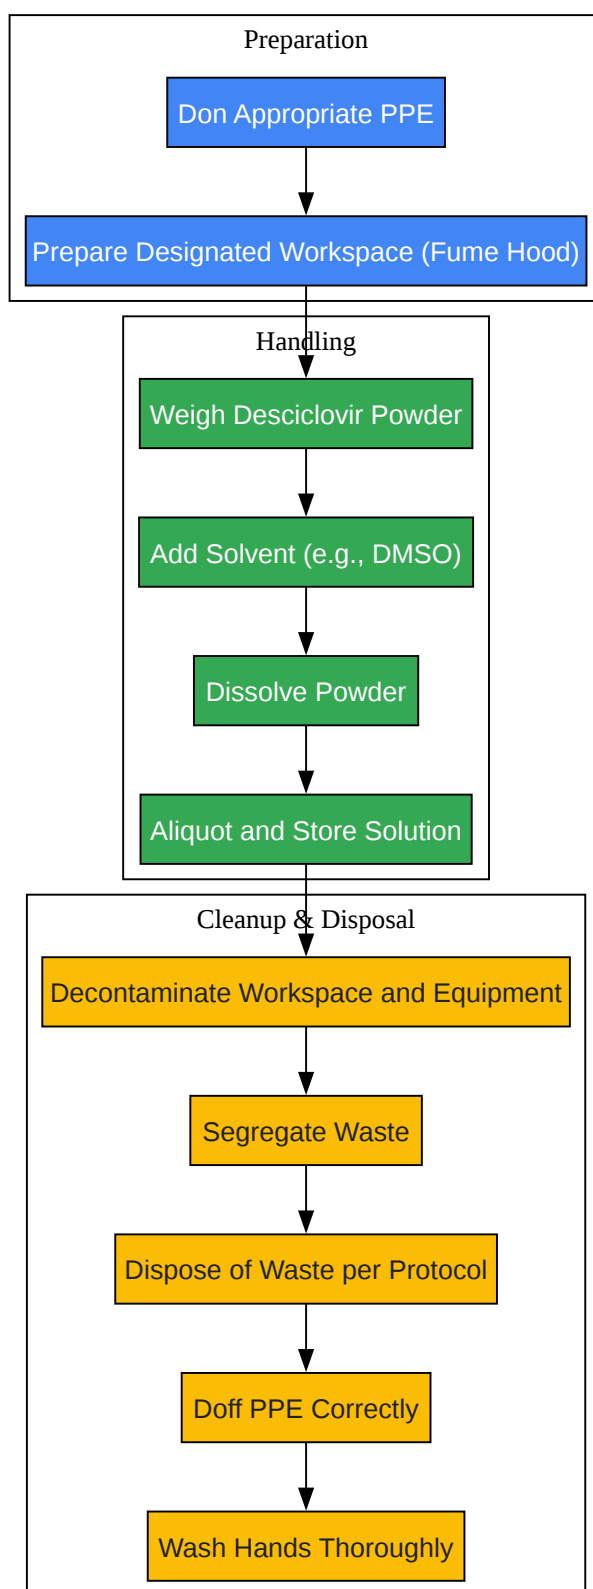 Preparation
Don Appropriate PPE
Prepare Designated Workspace (Fume Hood)
Handling
Weigh Desciclovir Powder
Add Solvent (e.g., DMSO)
Dissolve Powder
Aliquot and Store Solution
Cleanup & Disposal
Decontaminate Workspace and Equipment
Segregate Waste
Dispose of Waste per Protocol
Doff PPE Correctly
Wash Hands Thoroughly